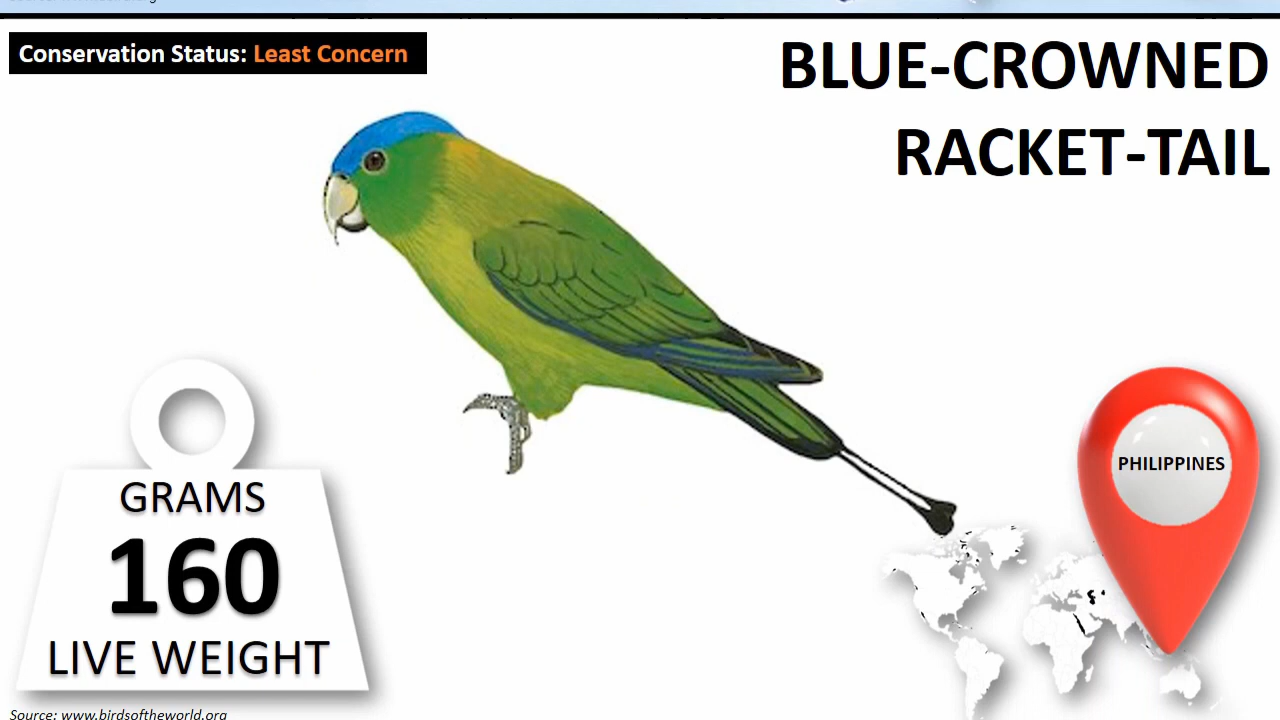 Conservation Status: Least Concern
BLUE-CROWNED
RACKET-TAIL
PHILIPPINES
GRAMS
160
LIVE WEIGHT
Source: www.birdsoftheworld.org